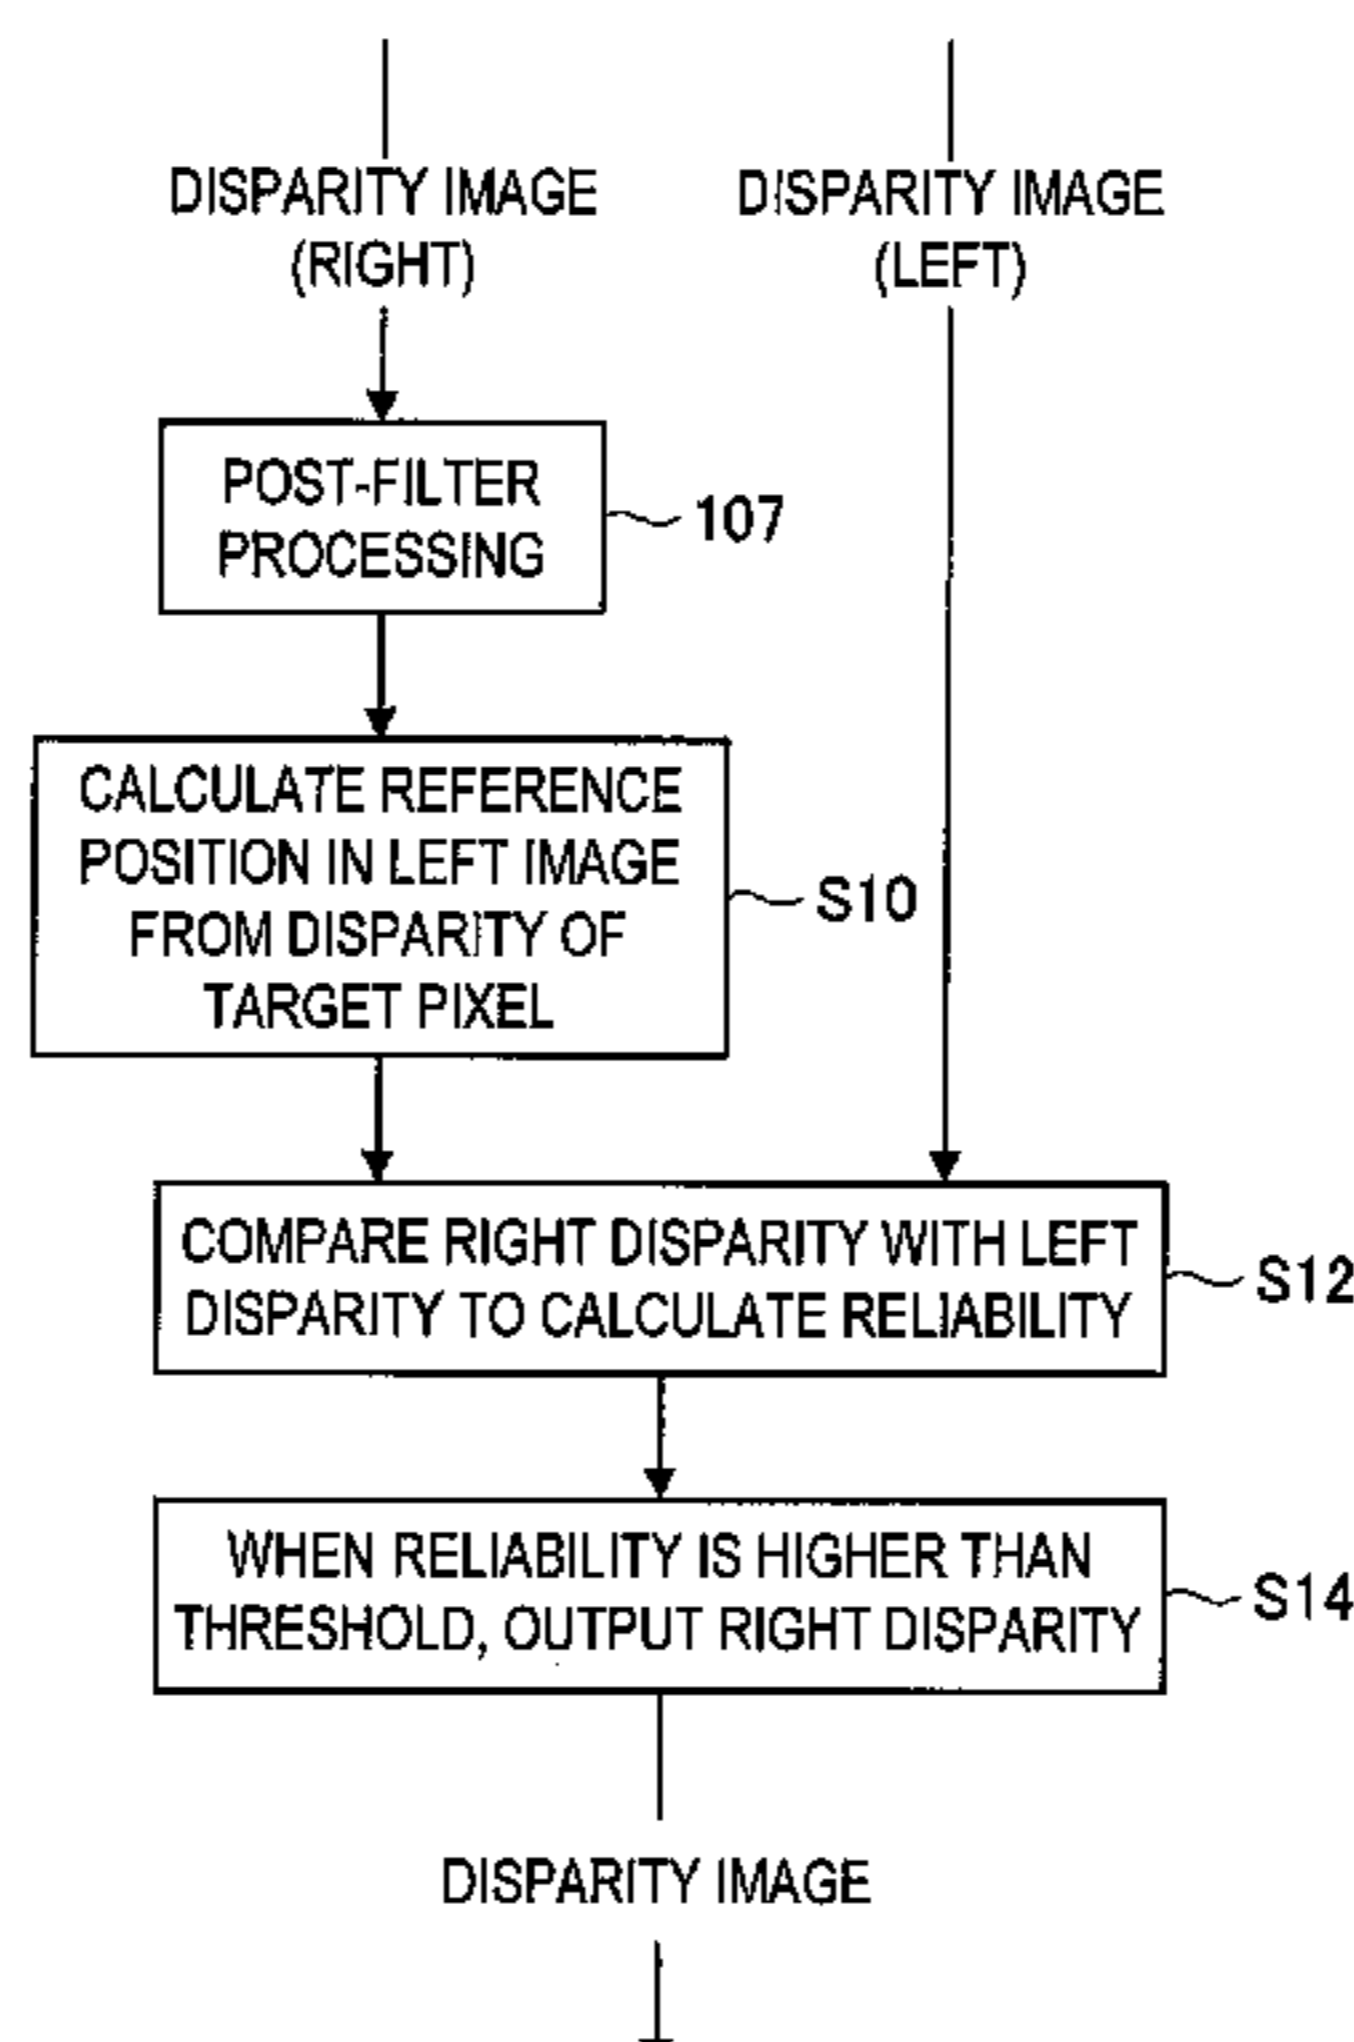 DISPARITY IMAGE
(RIGHT)
DISPARITY IMAGE
(LEFT)
POST-FILTER
PROCESSING
107
CALCULATE REFERENCE
POSITION IN LEFT IMAGE
FROM DISPARITY OF
TARGET PIXEL
S10
COMPARE RIGHT DISPARITY WITH LEFT
DISPARITY TO CALCULATE RELIABILITY
S12
WHEN RELIABILITY IS HIGHER THAN
THRESHOLD, OUTPUT RIGHT DISPARITY
S14
DISPARITY IMAGE